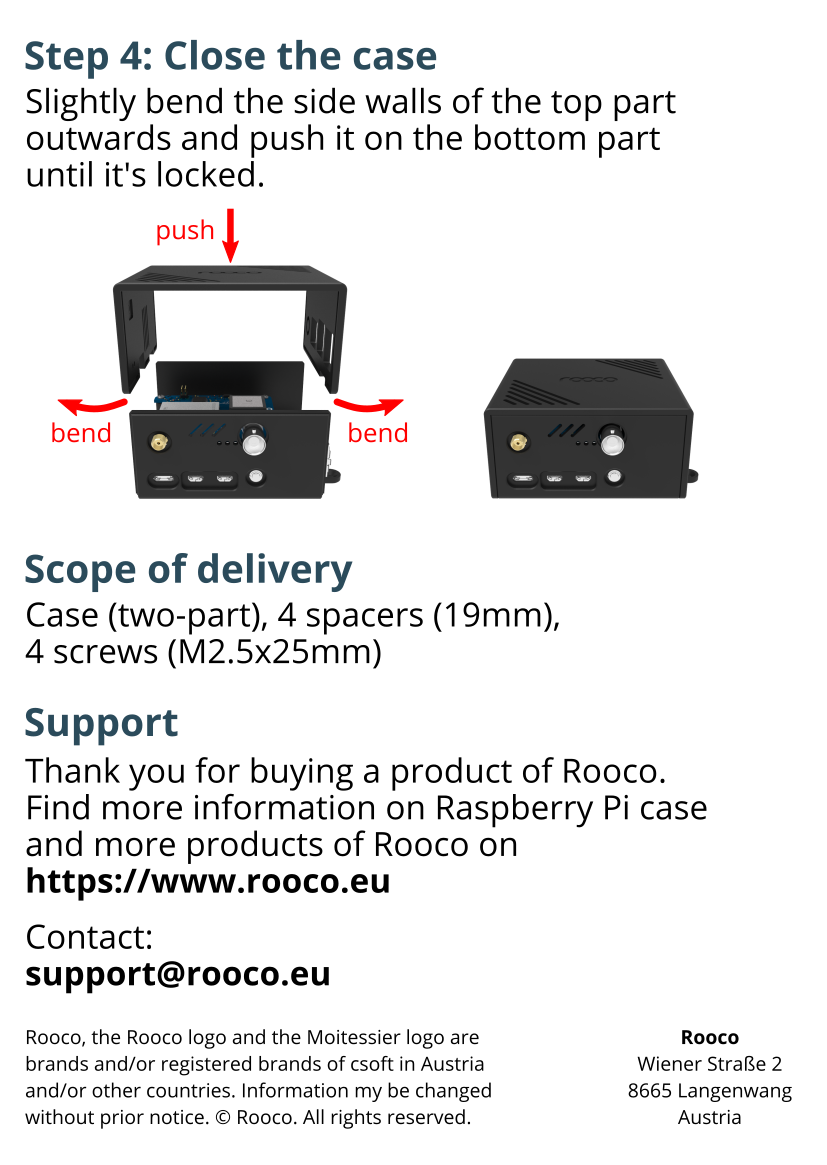 Step 4: Close the case
Slightly bend the side walls of the top part
outwards and push it on the bottom part
until it's locked.
push
rooco
bend
bend
rooco
Scope of delivery
Case (two-part), 4 spacers (19mm),
4 screws (M2.5x25mm)
Support
Thank you for buying a product of Rooco.
Find more information on Raspberry Pi case
and more products of Rooco on
https://www.rooco.eu
Contact:
support@rooco.eu
Rooco, the Rooco logo and the Moitessier logo are
brands and/or registered brands of csoft in Austria
and/or other countries. Information my be changed
without prior notice. © Rooco. All rights reserved.
Rooco
Wiener Straße 2
8665 Langenwang
Austria